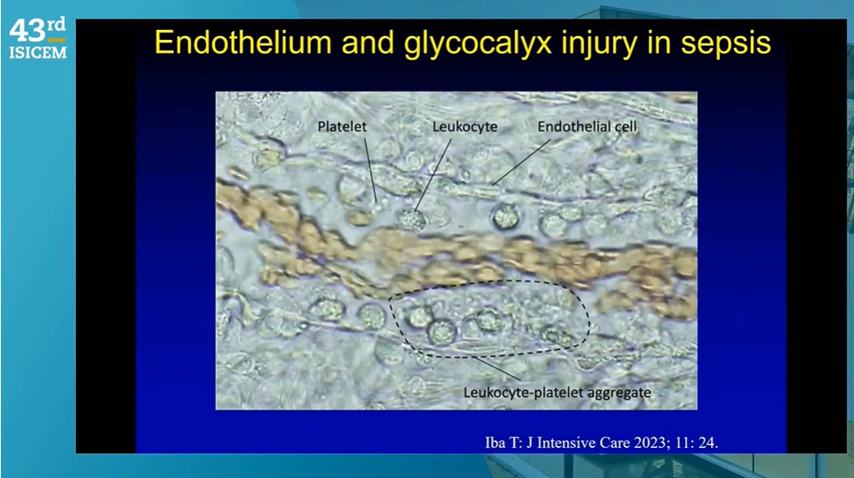 43rd
ISICEM
Endothelium and glycocalyx injury in sepsis
Platelet
Leukocyte
Endothelial cell
Leukocyte-platelet aggregate
Iba T: J Intensive Care 2023; 11: 24.